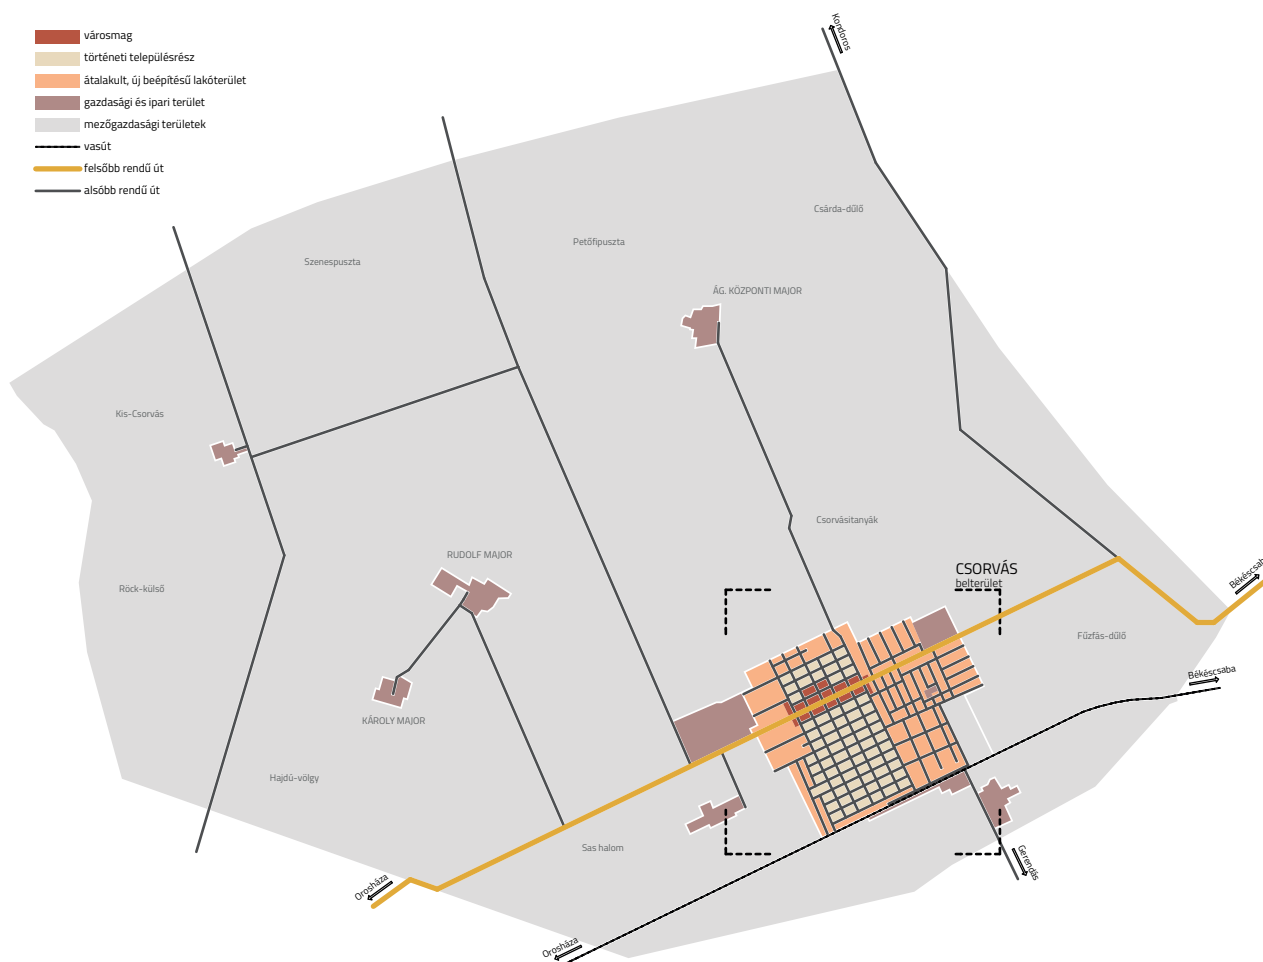 városmag
történeti településrész
átalakult, új beépítésű lakóterület
gazdasági és ipari terület
mezőgazdasági területek
vasút
felsőbb rendű út
alsóbb rendű út
Kondoros
Csárda-dűlő
Petőfipuszta
Szenespuszta
ÁG. KÖZPONTI MAJOR
Kis-Csorvás
Csorvásitanyák
RUDOLF MAJOR
CSORVÁS
belterület
Békéscsaba
Röck-külső
Fűzfás-dűlő
Békéscsaba
KÁROLY MAJOR
Hajdú-völgy
Sas halom
Gerendás
Orosháza
Orosháza